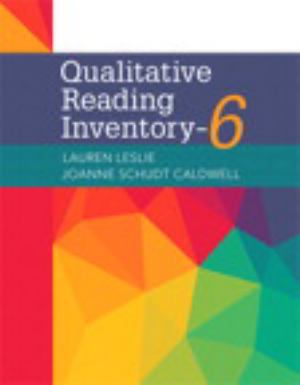 Qualitative
Reading
Inventory-6
LAUREN LESLIE
JOANNE SCHUDT CALDWELL